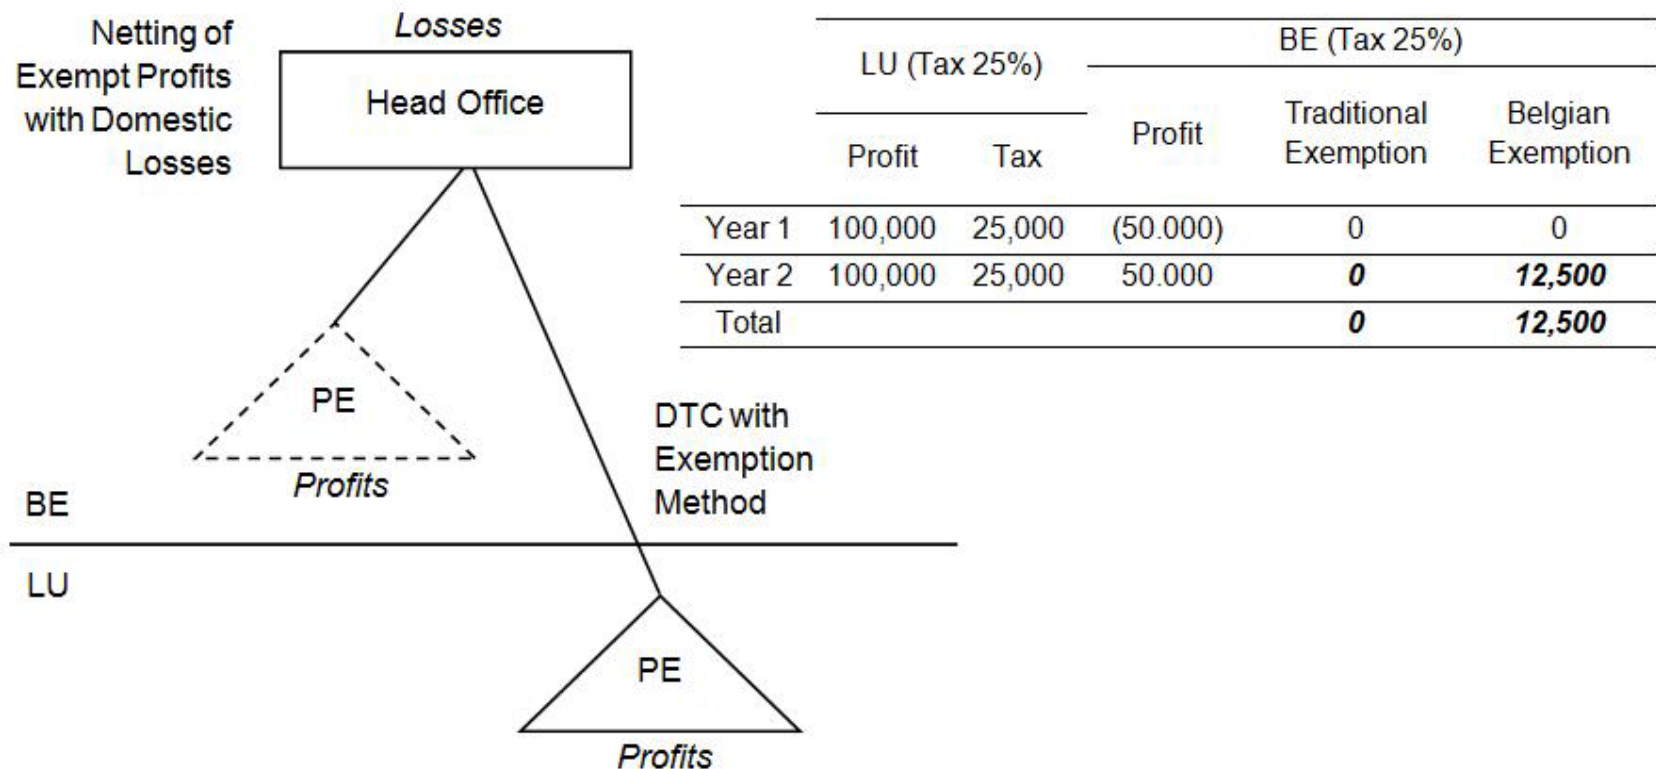 Netting of
Exempt Profits
with Domestic
Losses
Losses
Head Office
PE
Profits
DTC with
Exemption
Method
BE
LU
PE
Profits
LU (Tax 25%) BE (Tax 25%)
Profit Tax Profit Traditional Exemption Belgian Exemption
Year 1 100,000 25,000 (50.000) 0 0
Year 2 100,000 25,000 50.000 0 12,500
Total 0 12,500